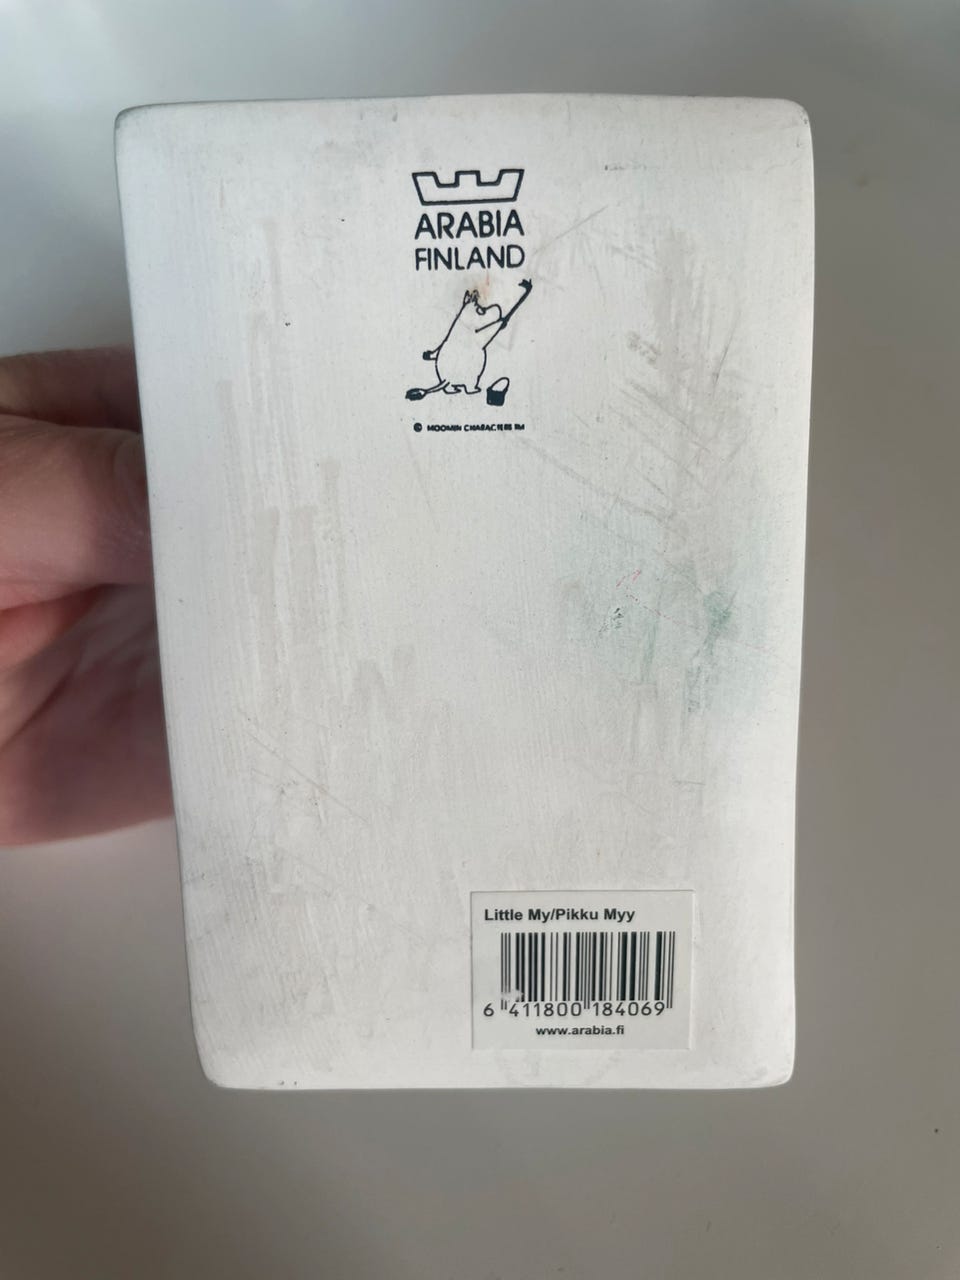 ARABIA
FINLAND
© MOOMIN CHARACTERS TM
Little My/Pikku Myy
6 411800 184069
www.arabia.fi